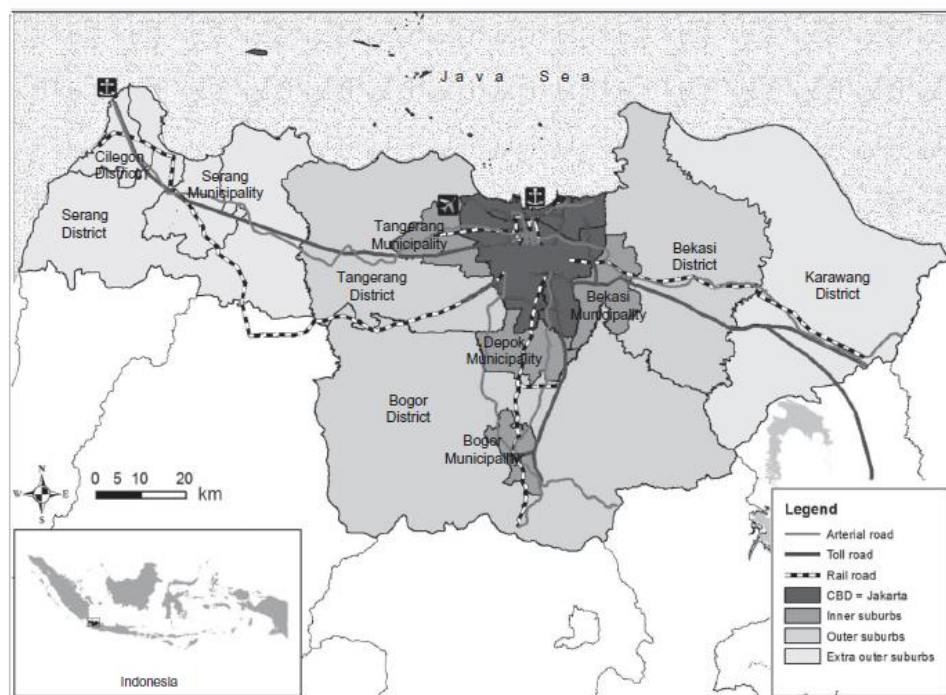 Java Sea
Cilegon
District
Serang
Municipality
Serang
District
Tangerang
Municipality
Tangerang
District
Bekasi
District
Karawang
District
Bekasi
Municipality
Depok
Municipality
Bogor
District
Bogor
Municipality
N
W E
S
0 5 10 20
km
Indonesia
Legend
Arterial road
Toll road
Rail road
CBD = Jakarta
Inner suburbs
Outer suburbs
Extra outer suburbs